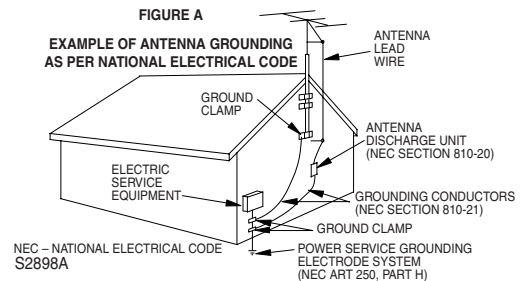 FIGURE A
EXAMPLE OF ANTENNA GROUNDING
AS PER NATIONAL ELECTRICAL CODE
ANTENNA
LEAD
WIRE
GROUND
CLAMP
ANTENNA
DISCHARGE UNIT
(NEC SECTION 810-20)
ELECTRIC
SERVICE
EQUIPMENT
GROUNDING CONDUCTORS
(NEC SECTION 810-21)
GROUND CLAMP
POWER SERVICE GROUNDING
ELECTRODE SYSTEM
(NEC ART 250, PART H)
NEC – NATIONAL ELECTRICAL CODE
S2898A